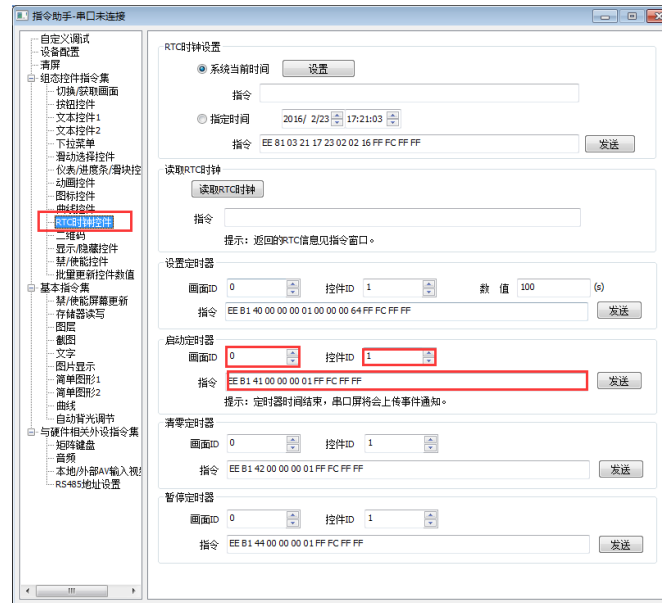 指令助手-串口未连接
自定义调试
设备配置
清屏
组态控件指令集
切换/获取画面
按钮控件
文本控件1
文本控件2
下拉菜单
滑动选择控件
仪表/进度条/滑块控
动画控件
图标控件
曲线控件
RTC时钟控件
二维码
显示/隐藏控件
禁/使能控件
批里更新控件数值
基本指令集
禁/使能屏幕更新
存储器读写
图层
截图
文字
图片显示
简单图形1
简单图形2
曲线
自动背光调节
与硬件相关外设指令集
矩阵键盘
音频
本地/外部AV输入视
RS485地址设置
RTC时钟设置
系统当前时间 设置
指令
指定时间 2016/ 2/23 17:21:03
指令 EE 81 03 21 17 23 02 02 16 FF FC FF FF 发送
读取RTC时钟
读取RTC时钟
指令
提示：返回的RTC信息见指令窗口。
设置定时器
画面ID 0 控件ID 1 数 值 100 (s)
指令 EE B1 40 00 00 00 01 00 00 00 64 FF FC FF FF 发送
启动定时器
画面ID 0 控件ID 1
指令 EE B1 41 00 00 00 01 FF FC FF FF 发送
提示：定时器时间结束，串口屏将会上传事件通知。
清零定时器
画面ID 0 控件ID 1
指令 EE B1 42 00 00 00 01 FF FC FF FF 发送
暂停定时器
画面ID 0 控件ID 1
指令 EE B1 44 00 00 00 01 FF FC FF FF 发送